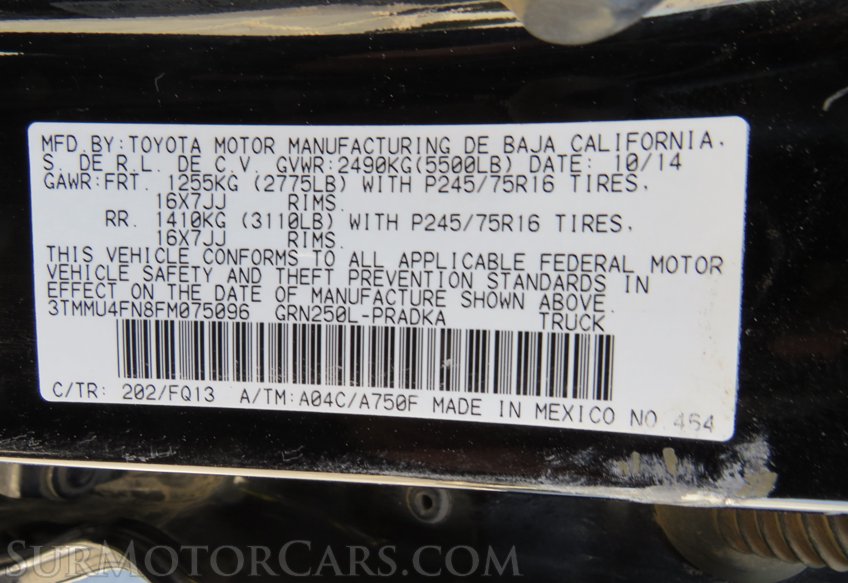 MFD.BY:TOYOTA MOTOR MANUFACTURING DE BAJA CALIFORNIA.
S. DE R.L. DE C.V. GVWR:2490KG(5500LB) DATE: 10/14
GAWR:FRT. 1255KG (2775LB) WITH P245/75R16 TIRES,
16X7JJ RIMS.
RR. 1410KG (3110LB) WITH P245/75R16 TIRES,
16X7JJ RIMS.
THIS VEHICLE CONFORMS TO ALL APPLICABLE FEDERAL MOTOR
VEHICLE SAFETY AND THEFT PREVENTION STANDARDS IN
EFFECT ON THE DATE OF MANUFACTURE SHOWN ABOVE.
3TMMU4FN8FM075096 GRN250L-PRADKA TRUCK
C/TR: 202/FQ13 A/TM:A04C/A750F MADE IN MEXICO NO.464
SurMotorCars.com